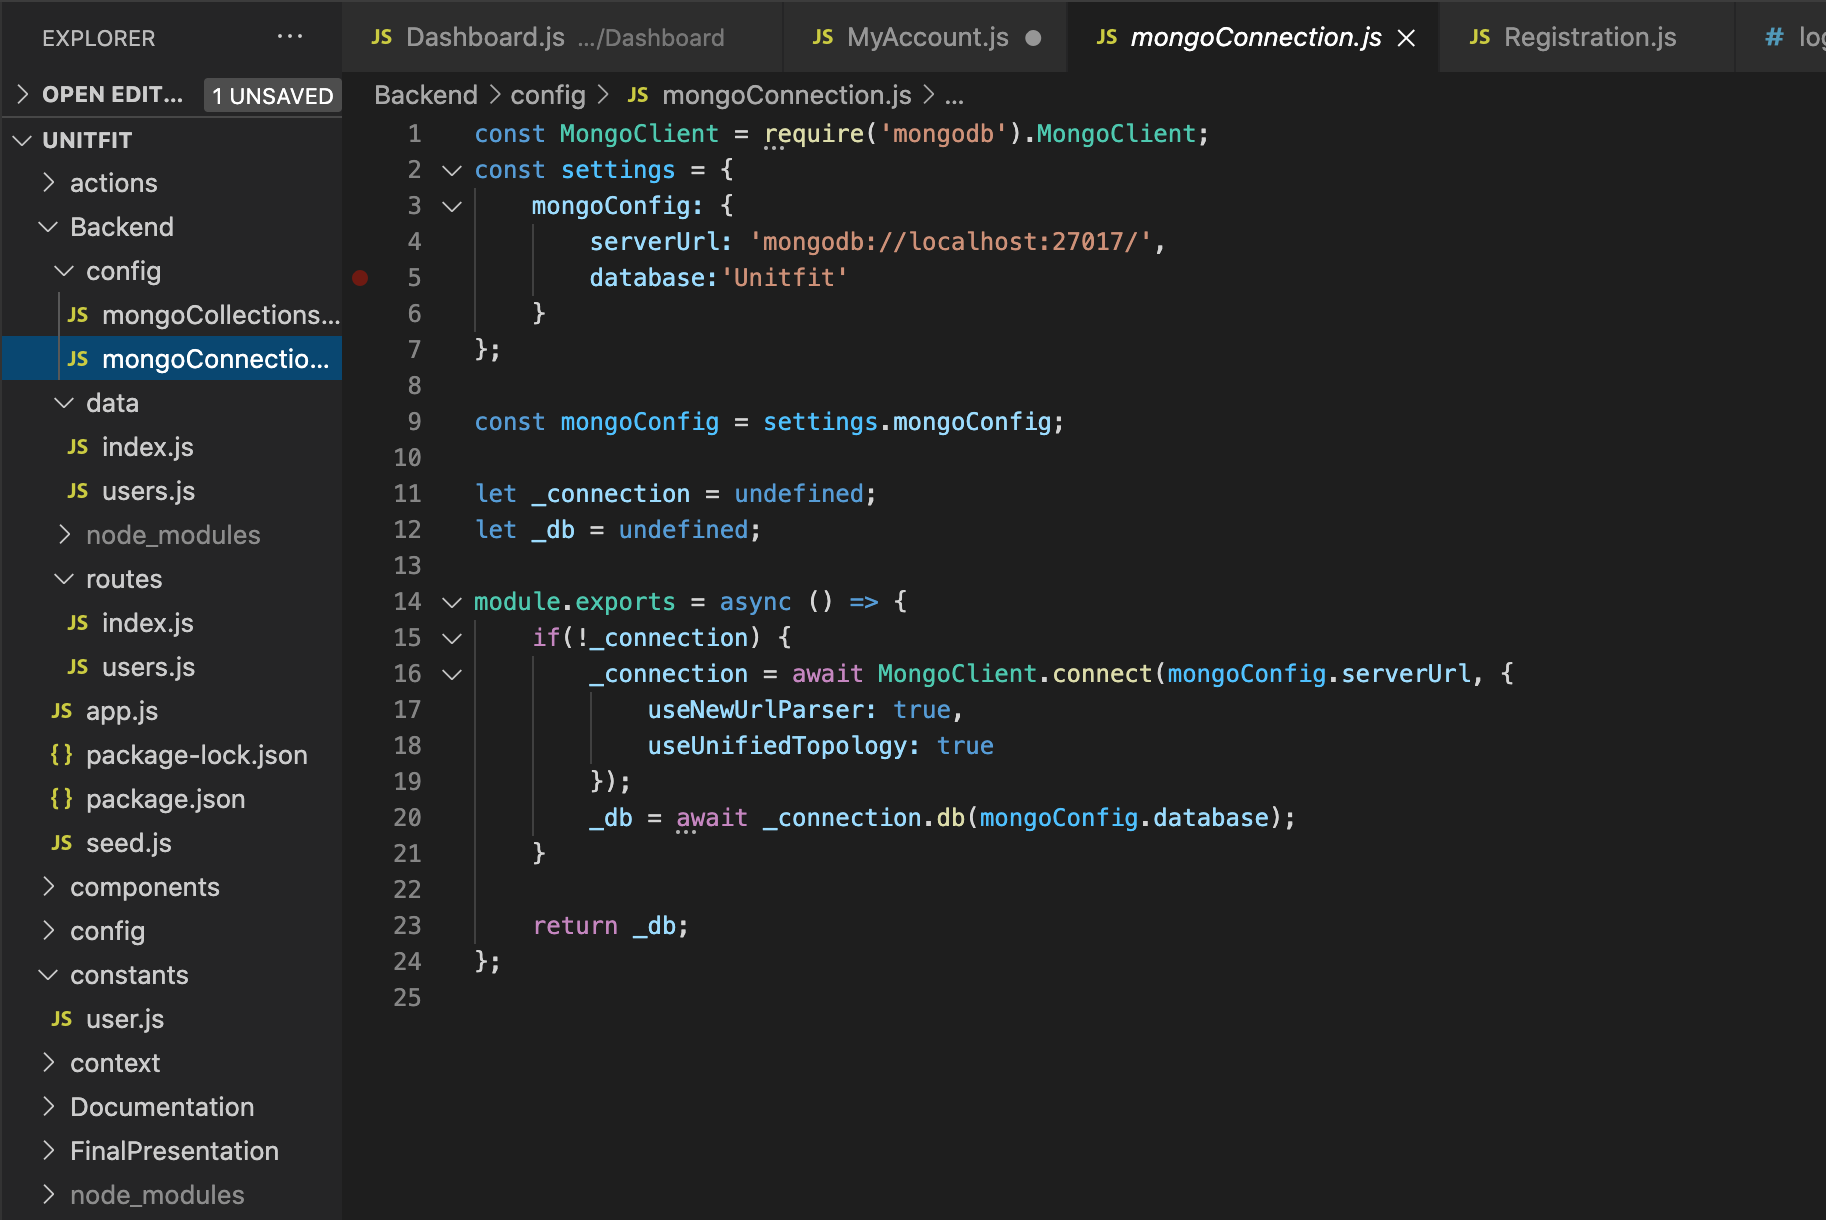 EXPLORER ...
OPEN EDIT... 1 UNSAVED
UNITFIT
actions
Backend
config
JS mongoCollections...
JS mongoConnectio...
data
JS index.js
JS users.js
node_modules
routes
JS index.js
JS users.js
JS app.js
{} package-lock.json
{} package.json
JS seed.js
components
config
constants
JS user.js
context
Documentation
FinalPresentation
node_modules
JS Dashboard.js .../Dashboard
JS MyAccount.js
JS mongoConnection.js
JS Registration.js
# log
Backend > config > JS mongoConnection.js > ...
1 const MongoClient = require('mongodb').MongoClient;
2 const settings = {
3 mongoConfig: {
4 serverUrl: 'mongodb://localhost:27017/',
5 database:'Unitfit'
6 }
7 };
8
9 const mongoConfig = settings.mongoConfig;
10
11 let _connection = undefined;
12 let _db = undefined;
13
14 module.exports = async () => {
15 if(!_connection) {
16 _connection = await MongoClient.connect(mongoConfig.serverUrl, {
17 useNewUrlParser: true,
18 useUnifiedTopology: true
19 });
20 _db = await _connection.db(mongoConfig.database);
21 }
22
23 return _db;
24 };
25